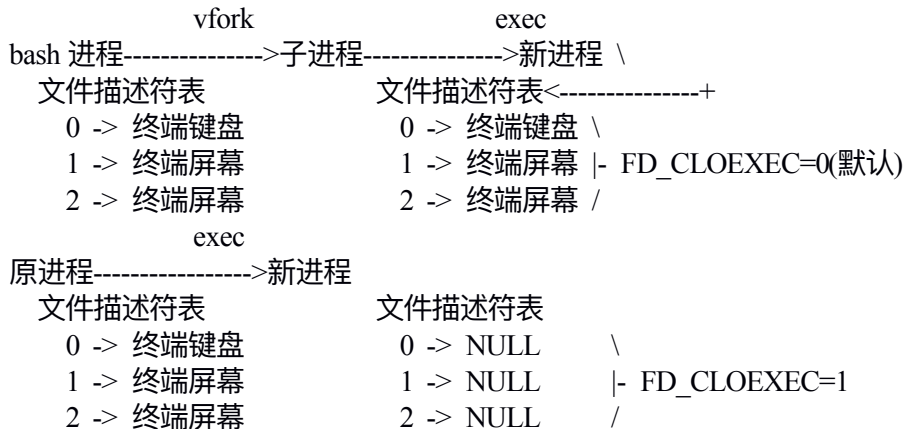 vfork exec
bash 进程--------------->子进程--------------->新进程 \
文件描述符表 文件描述符表<---------------+
0 -> 终端键盘 0 -> 终端键盘 \
1 -> 终端屏幕 1 -> 终端屏幕 |- FD_CLOEXEC=0(默认)
2 -> 终端屏幕 2 -> 终端屏幕 /
exec
原进程----------------->新进程
文件描述符表 文件描述符表
0 -> 终端键盘 0 -> NULL \
1 -> 终端屏幕 1 -> NULL |- FD_CLOEXEC=1
2 -> 终端屏幕 2 -> NULL /